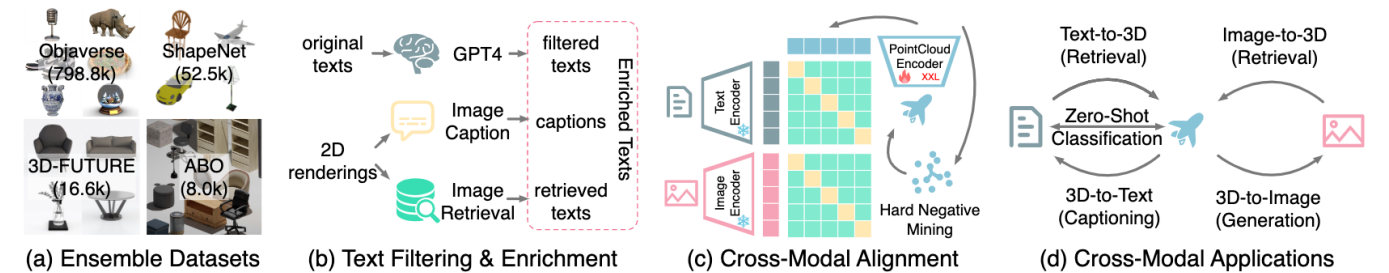 Objaverse
(798.8k)
ShapeNet
(52.5k)
3D-FUTURE
(16.6k)
ABO
(8.0k)
(a) Ensemble Datasets
original
texts
GPT4
filtered
texts
2D
renderings
Image
Caption
captions
Image
Retrieval
retrieved
texts
Enriched Texts
(b) Text Filtering & Enrichment
Text
Encoder
Image
Encoder
PointCloud
Encoder
XXL
Hard Negative
Mining
(c) Cross-Modal Alignment
Text-to-3D
(Retrieval)
Image-to-3D
(Retrieval)
Zero-Shot
Classification
3D-to-Text
(Captioning)
3D-to-Image
(Generation)
(d) Cross-Modal Applications